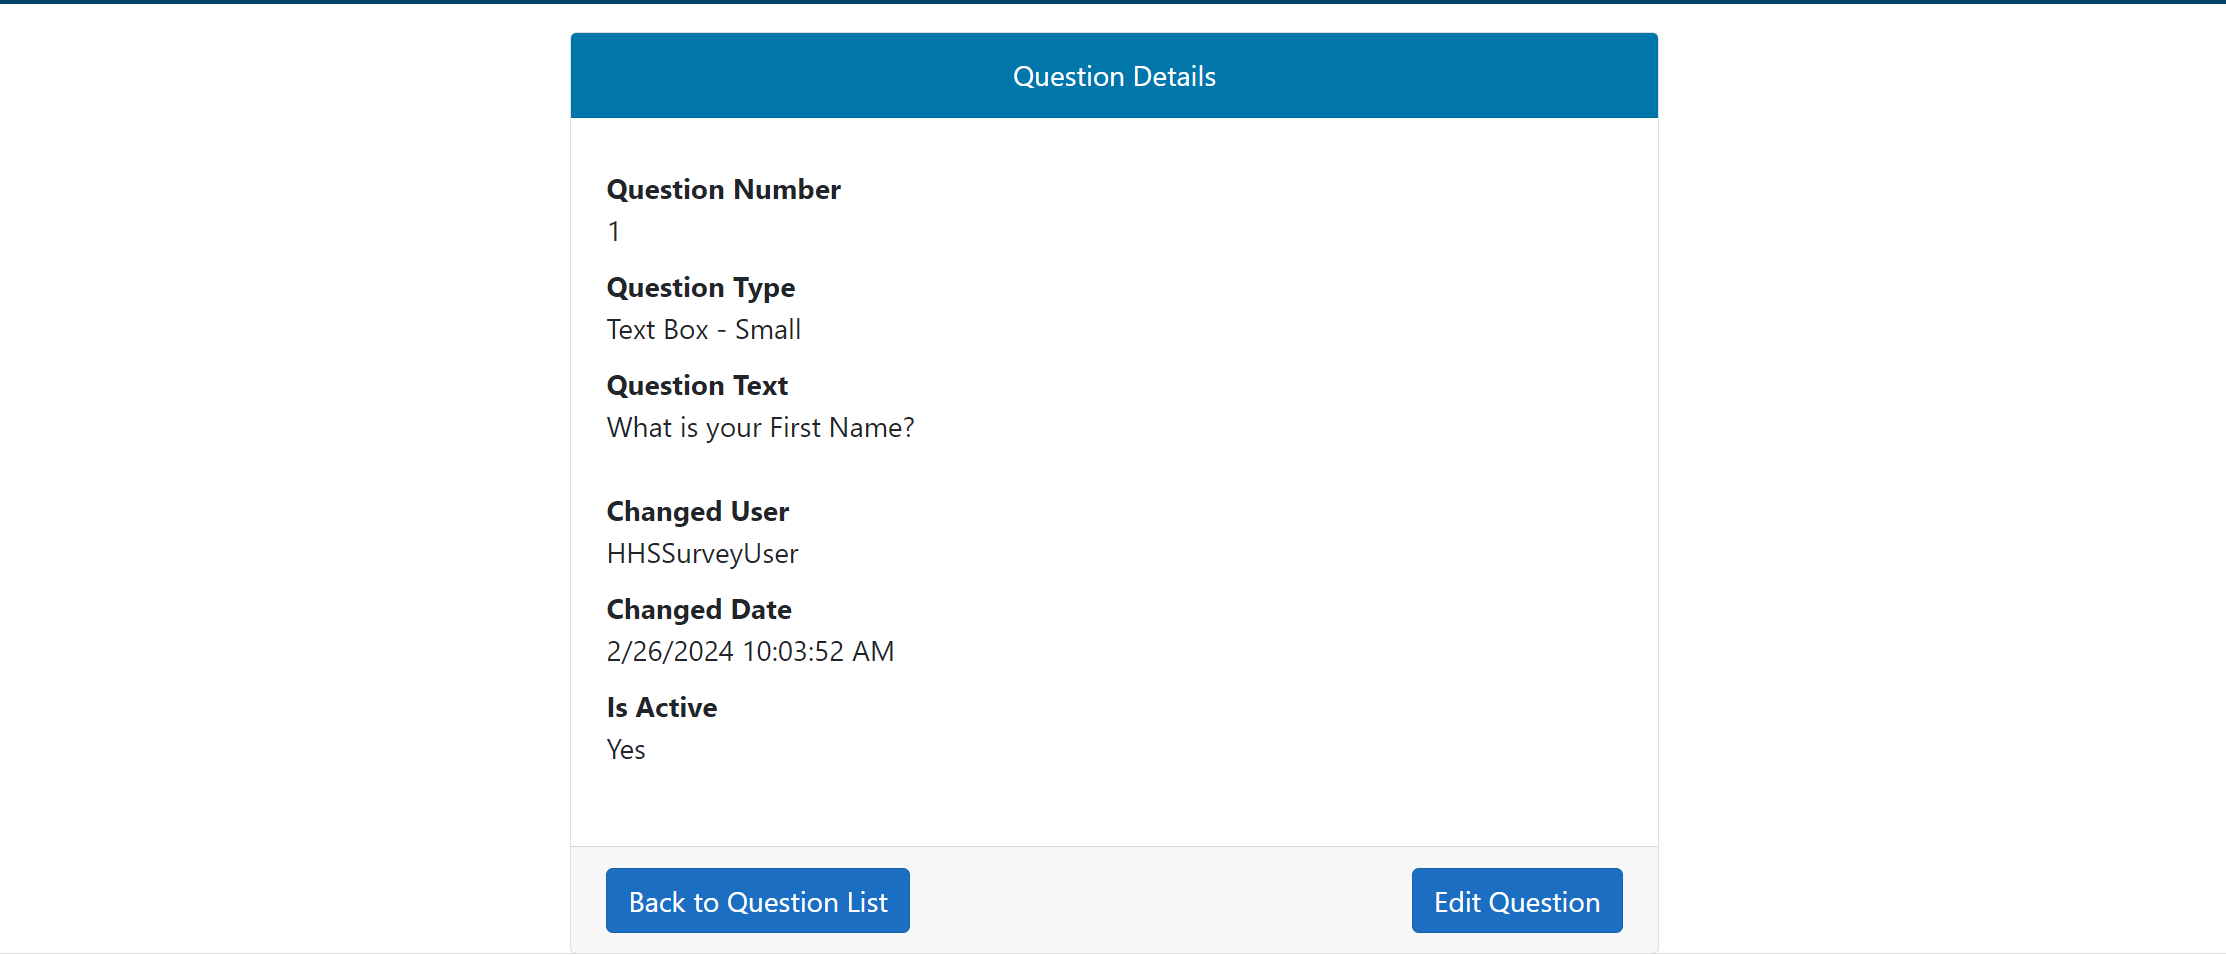 Question Details
Question Number
1
Question Type
Text Box - Small
Question Text
What is your First Name?
Changed User
HHSSurveyUser
Changed Date
2/26/2024 10:03:52 AM
Is Active
Yes
Back to Question List
Edit Question